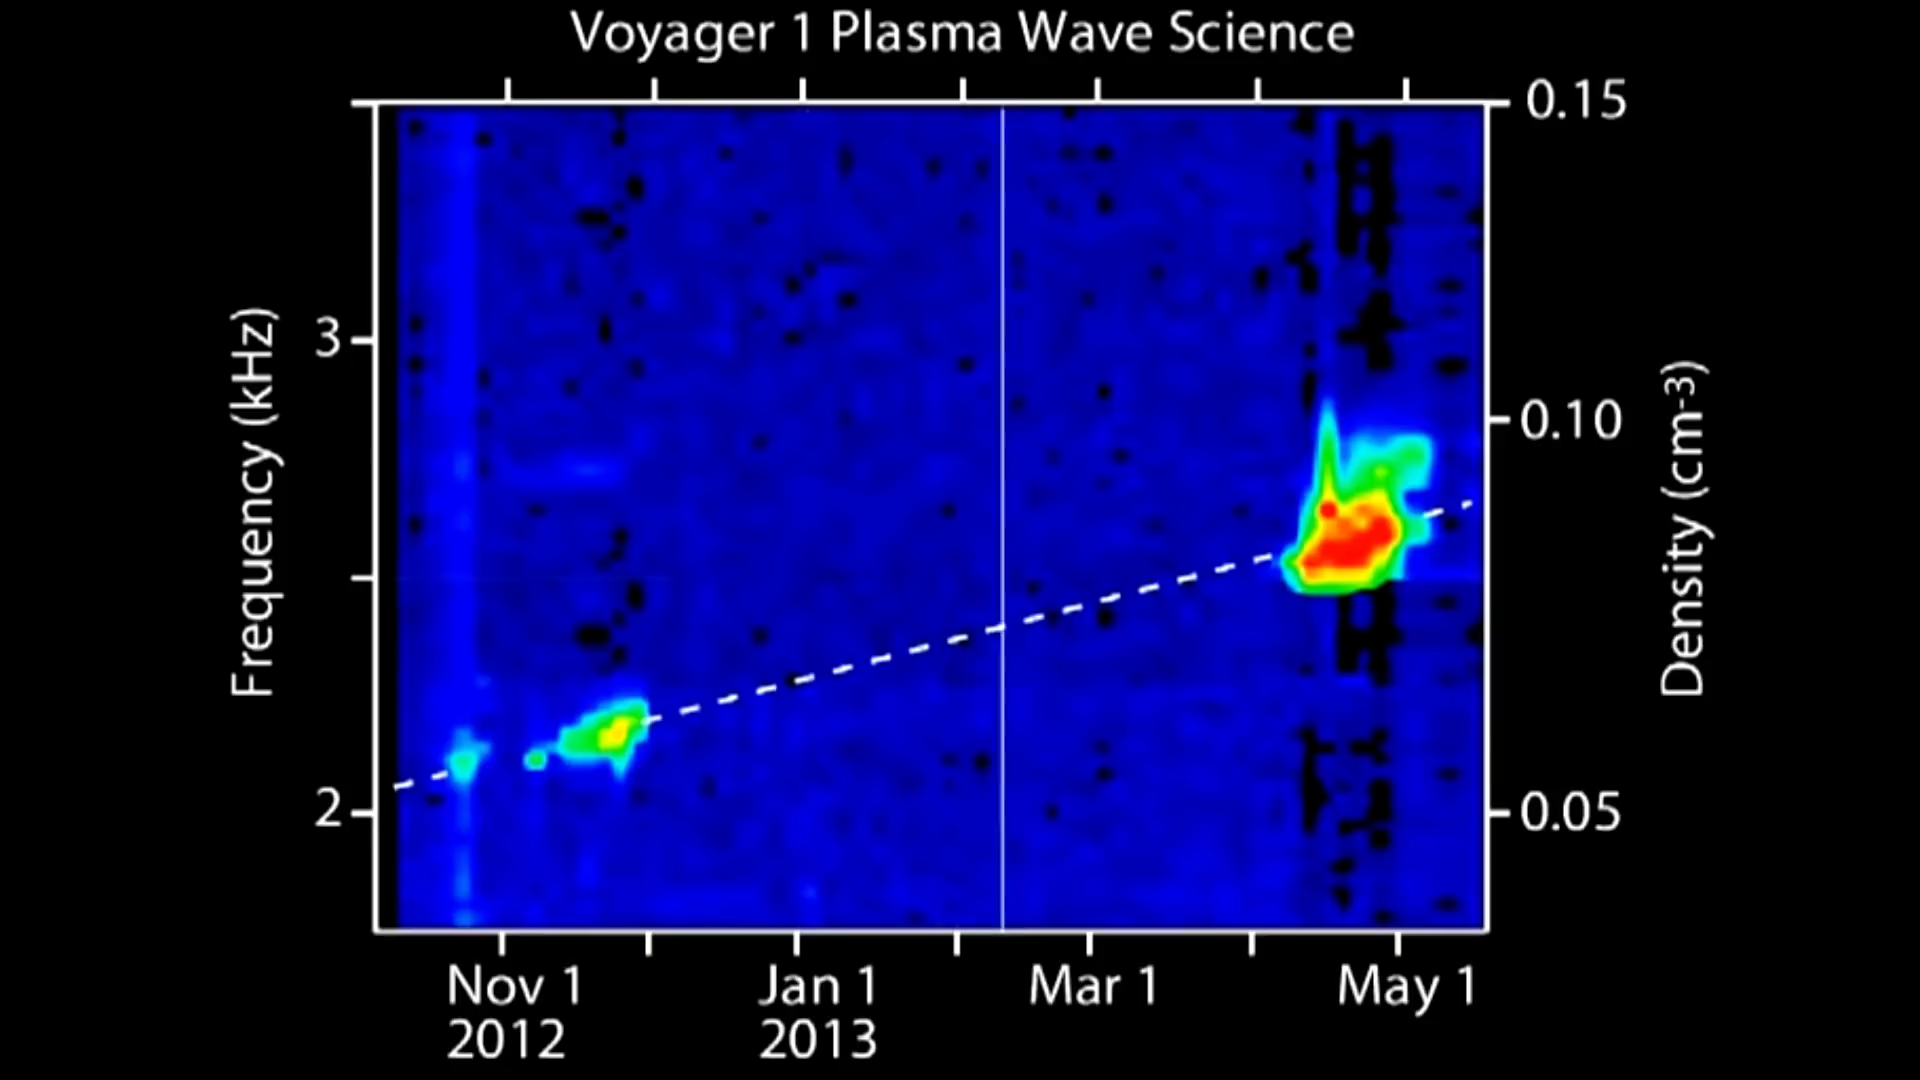 Voyager 1 Plasma Wave Science
Frequency (kHz)
3
2
0.15
0.10
0.05
Density (cm-3)
Nov 1
2012
Jan 1
2013
Mar 1
May 1